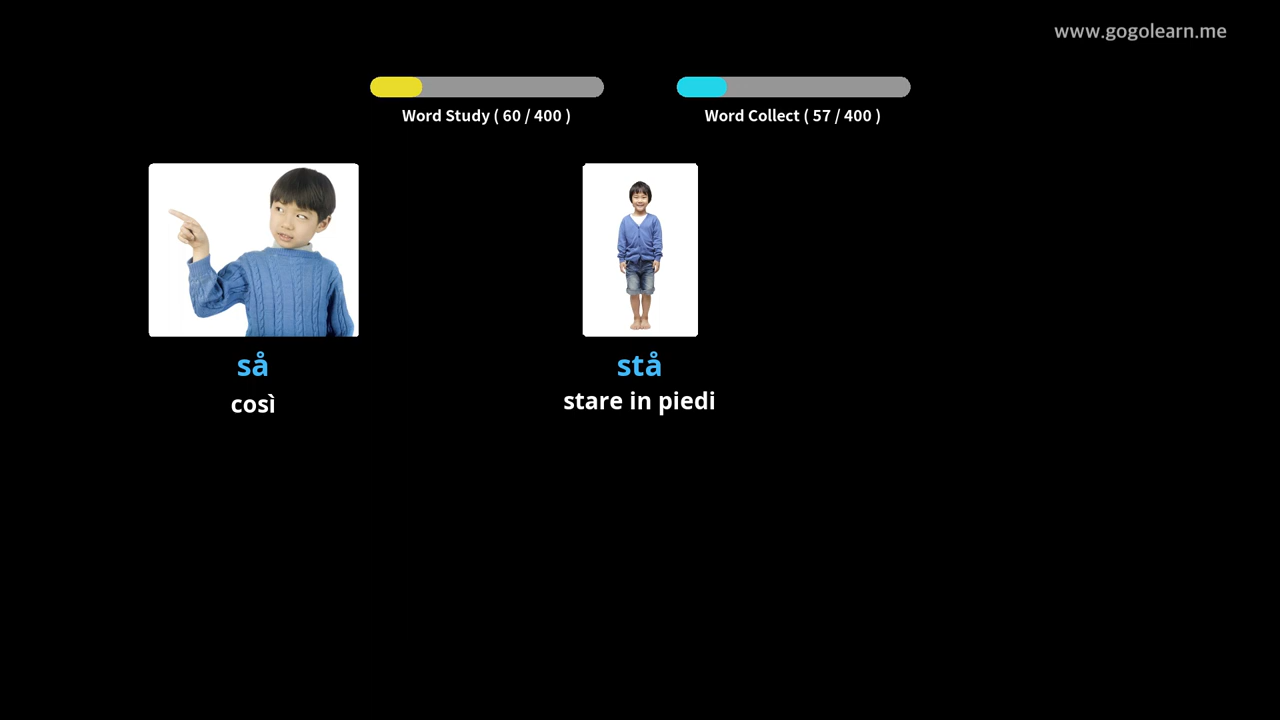 www.gogolearn.me
Word Study ( 60 / 400 )
Word Collect ( 57 / 400 )
så
così
stå
stare in piedi